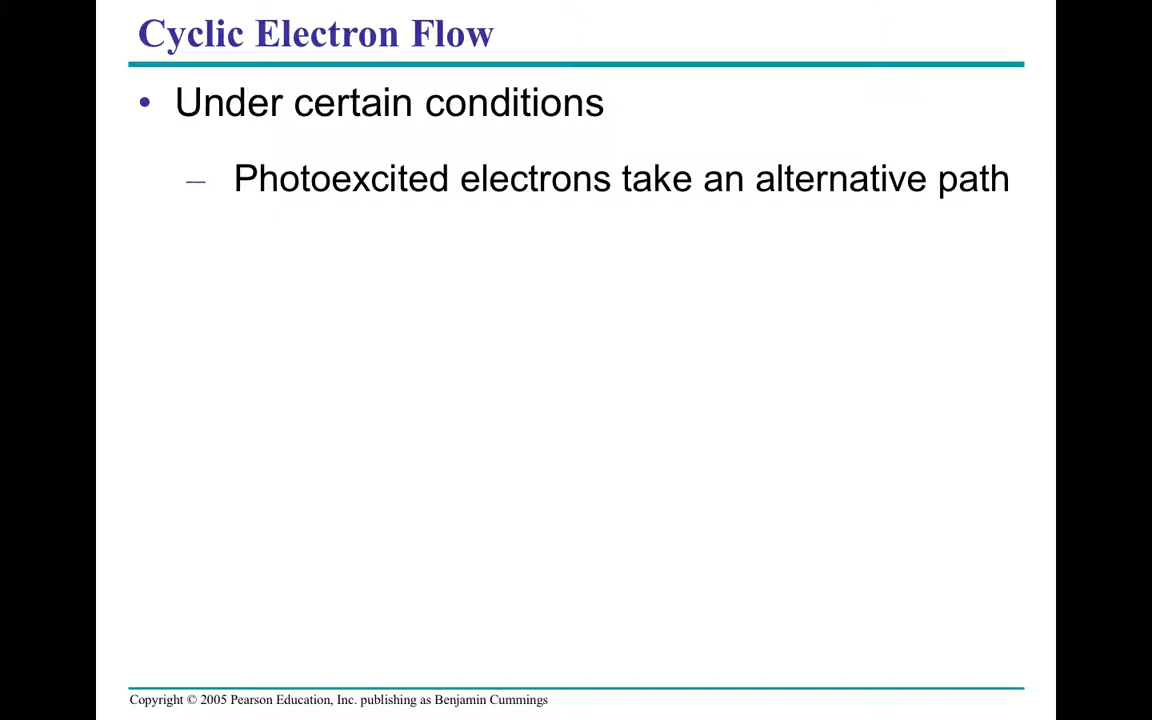 Cyclic Electron Flow
• Under certain conditions
– Photoexcited electrons take an alternative path
Copyright © 2005 Pearson Education, Inc. publishing as Benjamin Cummings